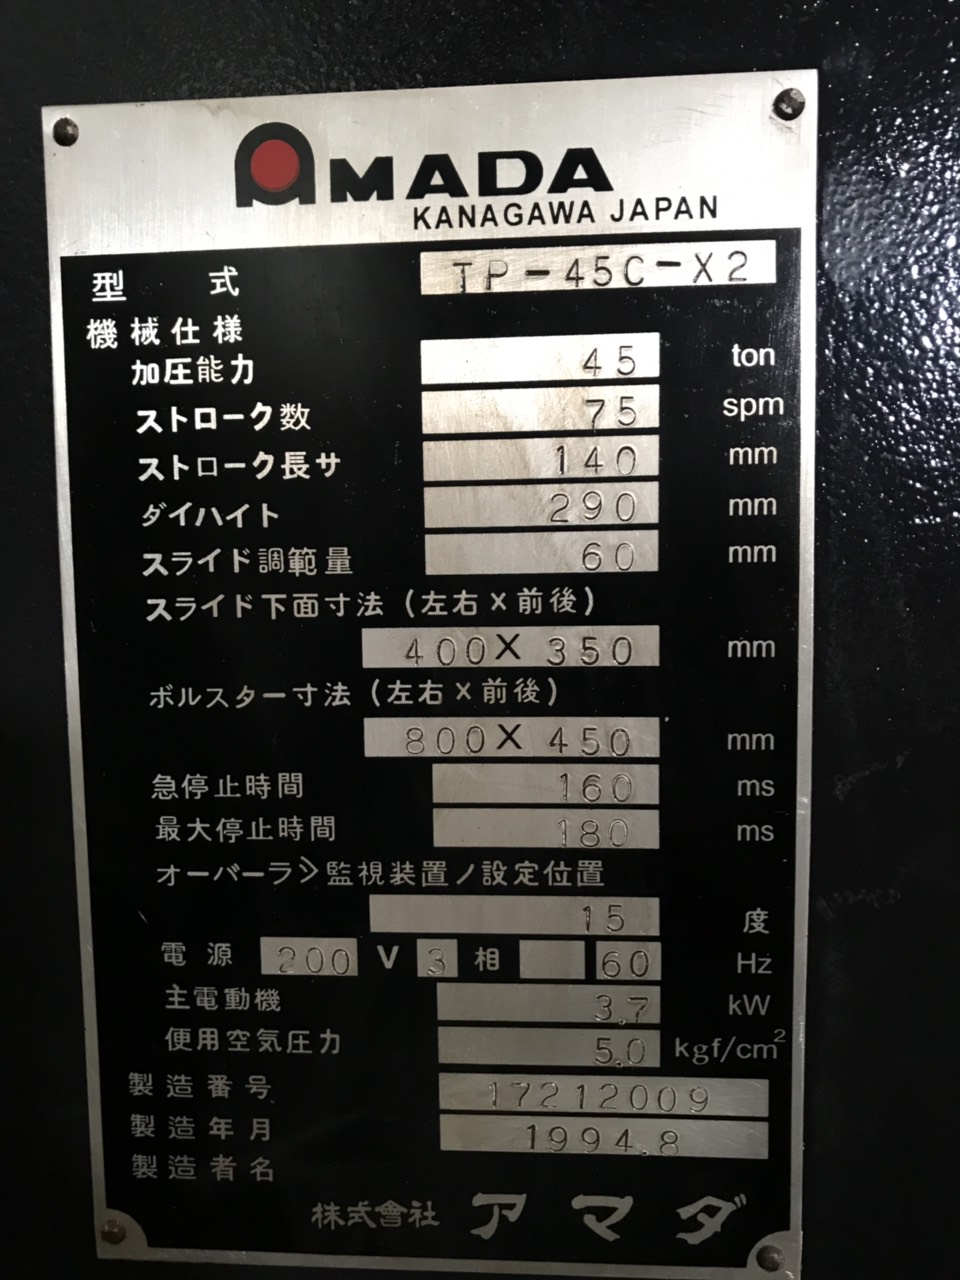 AMADA
KANAGAWA JAPAN
型 式 TP-45C-X2
機械仕様
加圧能力 45 ton
ストローク数 75 spm
ストローク長サ 140 mm
ダイハイト 290 mm
スライド調範量 60 mm
スライド下面寸法(左右×前後)
400× 350 mm
ボルスター寸法(左右×前後)
800× 450 mm
急停止時間 160 ms
最大停止時間 180 ms
オーバーラン監視装置ノ設定位置
15 度
電源 200 V 3 相 60 Hz
主電動機 3.7 kW
便用空気圧力 5.0 kgf/cm²
製造番号 17212009
製造年月 1994.8
製造者名
株式會社 アマダ